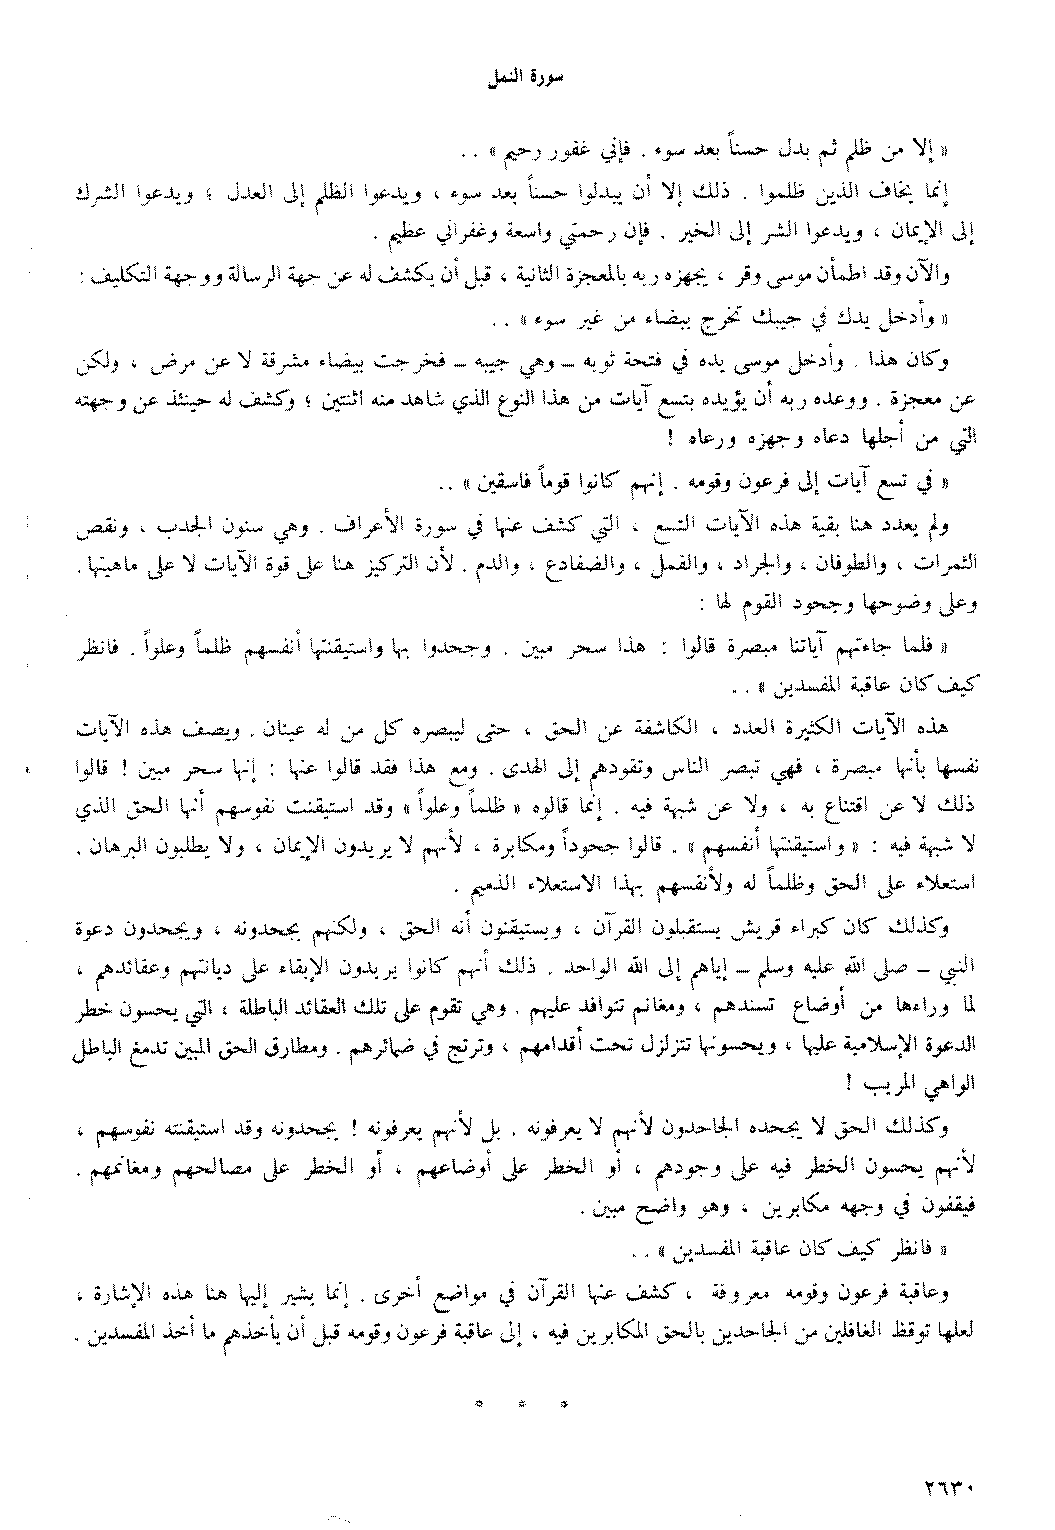 سورة النمل
« إلا من ظلم ثم بدل حسناً بعد سوء . فإني غفور رحيم » . .
إنما يخاف الذين ظلموا . ذلك إلا أن يبدلوا حسناً بعد سوء ، ويدعوا الظلم إلى العدل ؛ ويدعوا الشرك
إلى الإيمان ، ويدعوا الشر إلى الخير . فإن رحمتي واسعة وغفراني عظيم .
والآن وقد اطمأن موسى وقر ، يجهزه ربه بالمعجزة الثانية ، قبل أن يكشف له عن جهة الرسالة ووجهة التكليف :
« وأدخل يدك في جيبك تخرج بيضاء من غير سوء » . .
وكان هذا . وأدخل موسى يده في فتحة ثوبه – وهي جيبه – فخرجت بيضاء مشرقة لا عن مرض ، ولكن
عن معجزة . ووعده ربه أن يؤيده بتسع آيات من هذا النوع الذي شاهد منه اثنتين ؛ وكشف له حينئذ عن وجهته
التي من أجلها دعاه وجهزه ورعاه !
« في تسع آيات إلى فرعون وقومه . إنهم كانوا قوماً فاسقين » . .
ولم يعدد هنا بقية هذه الآيات التسع ، التي كشف عنها في سورة الأعراف . وهي سنون الجدب ، ونقص
الثمرات ، والطوفان ، والجراد ، والقمل ، والضفادع ، والدم . لأن التركيز هنا على قوة الآيات لا على ماهيتها .
وعلى وضوحها وجحود القوم لها :
« فلما جاءتهم آياتنا مبصرة قالوا : هذا سحر مبين . وجحدوا بها واستيقنتها أنفسهم ظلماً وعلواً . فانظر
كيف كان عاقبة المفسدين » . .
هذه الآيات الكثيرة العدد ، الكاشفة عن الحق ، حتى ليبصره كل من له عينان . ويصف هذه الآيات
نفسها بأنها مبصرة ، فهي تبصر الناس وتقودهم إلى الهدى . ومع هذا فقد قالوا عنها : إنها سحر مبين ! قالوا
ذلك لا عن اقتناع به ، ولا عن شبهة فيه . إنما قالوه « ظلماً وعلواً » وقد استيقنت نفوسهم أنها الحق الذي
لا شبهة فيه : « واستيقنتها أنفسهم » . قالوا جحوداً ومكابرة ، لأنهم لا يريدون الإيمان ، ولا يطلبون البرهان .
استعلاء على الحق وظلماً له ولأنفسهم بهذا الاستعلاء الذميم .
وكذلك كان كبراء قريش يستقبلون القرآن ، ويستيقنون أنه الحق ، ولكنهم يجحدونه ، ويجحدون دعوة
النبي – صلى الله عليه وسلم – إياهم إلى الله الواحد . ذلك أنهم كانوا يريدون الإبقاء على ديانتهم وعقائدهم ،
لما وراءها من أوضاع تسندهم ، ومغانم تتوافد عليهم . وهي تقوم على تلك العقائد الباطلة ، التي يحسون خطر
الدعوة الإسلامية عليها ، ويحسونها تتزلزل تحت أقدامهم ، وترتج في ضمائرهم . ومطارق الحق المبين تدمغ الباطل
الواهي المريب !
وكذلك الحق لا يجحده الجاحدون لأنهم لا يعرفونه . بل لأنهم يعرفونه ! يجحدونه وقد استيقنته نفوسهم ،
لأنهم يحسون الخطر فيه على وجودهم ، أو الخطر على أوضاعهم ، أو الخطر على مصالحهم ومغانمهم .
فيقفون في وجهه مكابرين ، وهو واضح مبين .
« فانظر كيف كان عاقبة المفسدين » . .
وعاقبة فرعون وقومه معروفة ، كشف عنها القرآن في مواضع أخرى . إنما يشير إليها هنا هذه الإشارة ،
لعلها توقظ الغافلين من الجاحدين بالحق المكابرين فيه ، إلى عاقبة فرعون وقومه قبل أن يأخذهم ما أخذ المفسدين .
* * *
٢٦٣٠